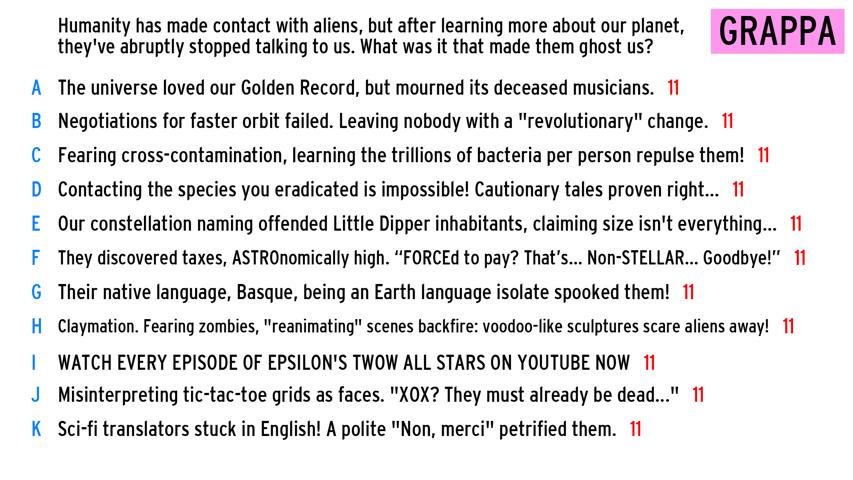 Humanity has made contact with aliens, but after learning more about our planet,
they've abruptly stopped talking to us. What was it that made them ghost us?
GRAPPA
A The universe loved our Golden Record, but mourned its deceased musicians. 11
B Negotiations for faster orbit failed. Leaving nobody with a "revolutionary" change. 11
C Fearing cross-contamination, learning the trillions of bacteria per person repulse them! 11
D Contacting the species you eradicated is impossible! Cautionary tales proven right... 11
E Our constellation naming offended Little Dipper inhabitants, claiming size isn't everything... 11
F They discovered taxes, ASTROnomically high. “FORCEd to pay? That’s... Non-STELLAR... Goodbye!” 11
G Their native language, Basque, being an Earth language isolate spooked them! 11
H Claymation. Fearing zombies, "reanimating" scenes backfire: voodoo-like sculptures scare aliens away! 11
I WATCH EVERY EPISODE OF EPSILON'S TWOW ALL STARS ON YOUTUBE NOW 11
J Misinterpreting tic-tac-toe grids as faces. "XOX? They must already be dead..." 11
K Sci-fi translators stuck in English! A polite "Non, merci" petrified them. 11